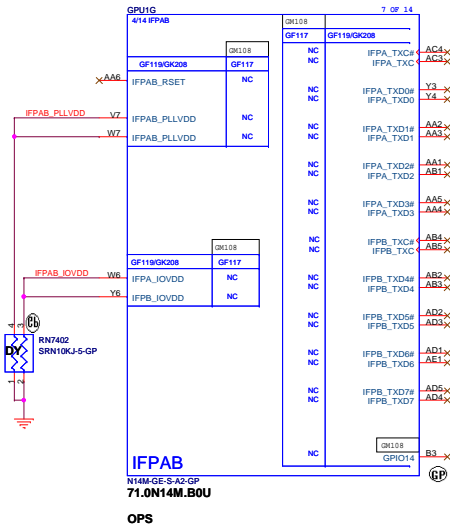 GPU1G
7 OF 14
4/14 IFPAB
GM108
GF117 GF119/GK208
GM108
GF119/GK208 GF117
AA6 IFPAB_RSET NC
IFPAB_PLLVDD V7 IFPAB_PLLVDD NC
W7 IFPAB_PLLVDD NC
NC IFPA_TXC# AC4
NC IFPA_TXC AC3
NC IFPA_TXD0# Y3
NC IFPA_TXD0 Y4
NC IFPA_TXD1# AA2
NC IFPA_TXD1 AA3
NC IFPA_TXD2# AA1
NC IFPA_TXD2 AB1
NC IFPA_TXD3# AA5
NC IFPA_TXD3 AA4
NC IFPB_TXC# AB4
NC IFPB_TXC AB5
GM108
GF119/GK208 GF117
IFPAB_IOVDD W6 IFPA_IOVDD NC
Y6 IFPB_IOVDD NC
NC IFPB_TXD4# AB2
NC IFPB_TXD4 AB3
NC IFPB_TXD5# AD2
NC IFPB_TXD5 AD3
NC IFPB_TXD6# AD1
NC IFPB_TXD6 AE1
NC IFPB_TXD7# AD5
NC IFPB_TXD7 AD4
4 3
RN7402
DY SRN10KJ-5-GP
1 2
GM108
NC GPIO14 B3
IFPAB
GP
N14M-GE-S-A2-GP
71.0N14M.B0U
OPS